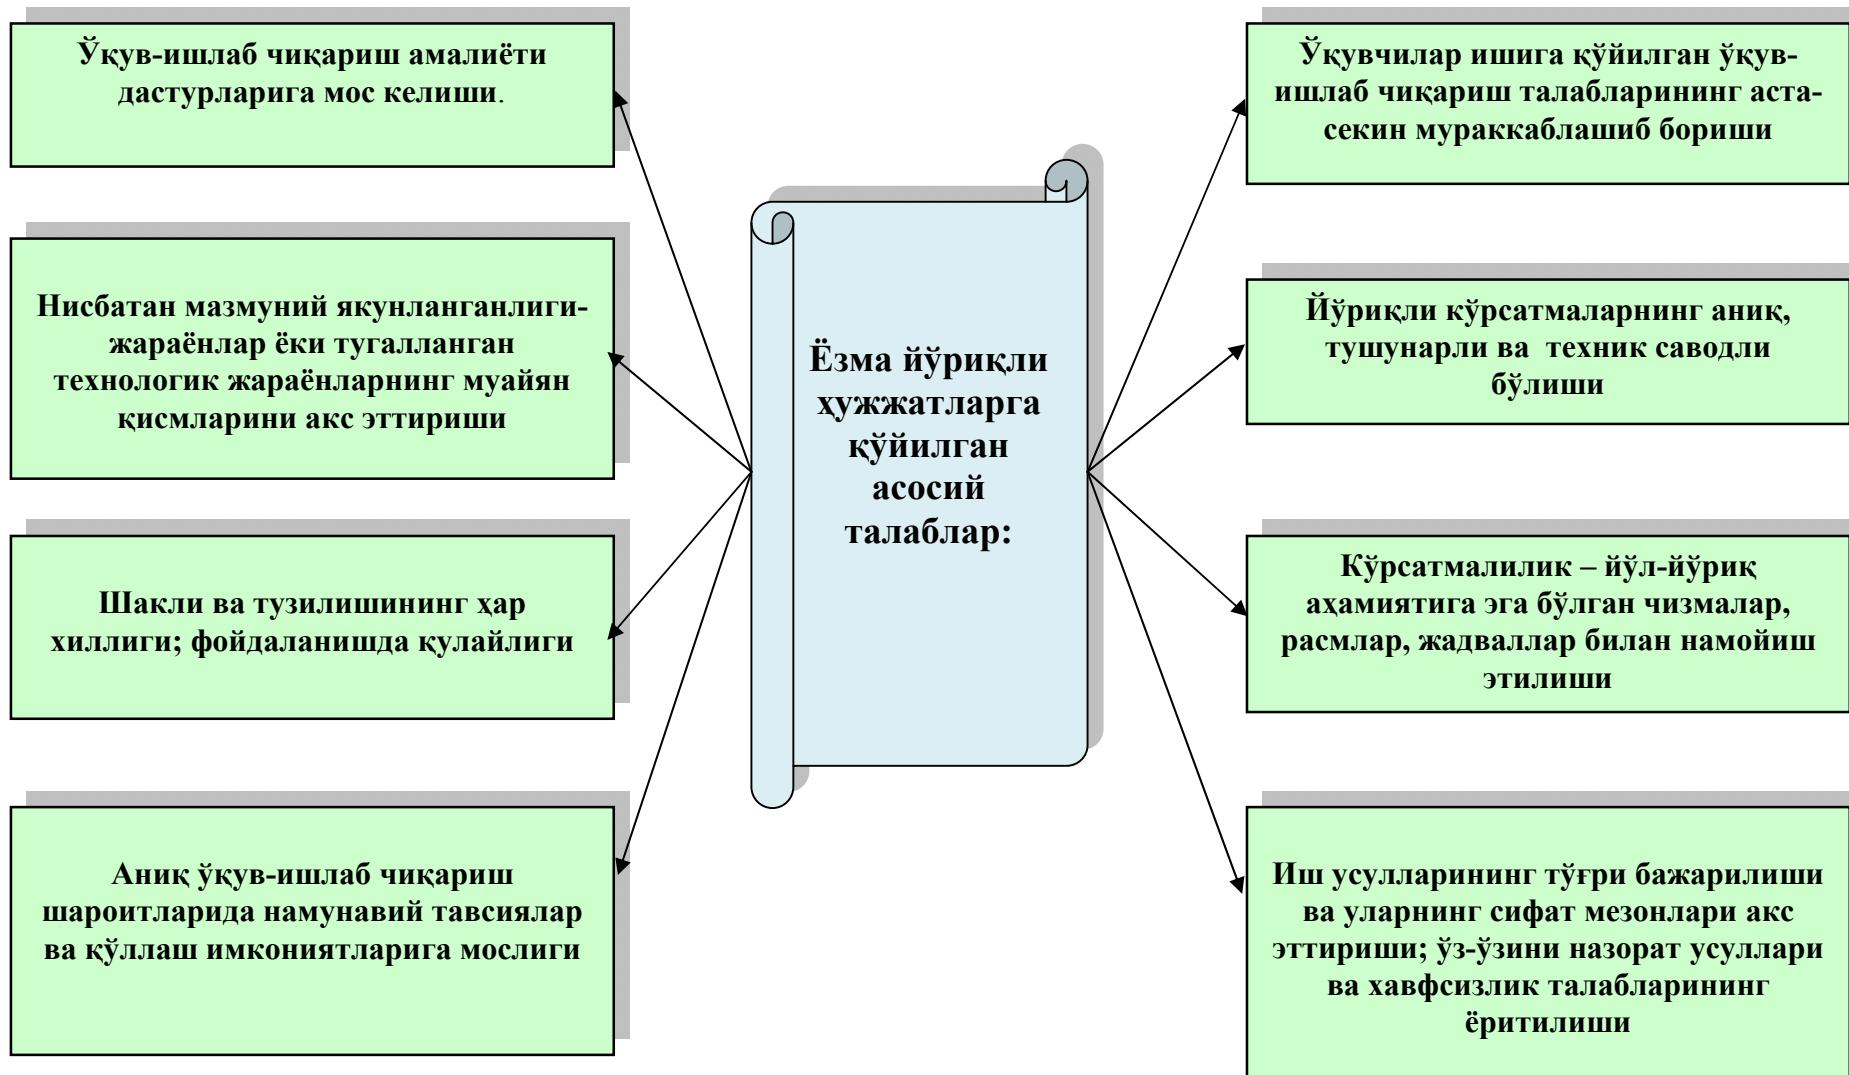 Ўқув-ишлаб чиқариш амалиёти
дастурларига мос келиши.
Нисбатан мазмуний якунланганлиги-
жараёнлар ёки тугалланган
технологик жараёнларнинг муайян
қисмларини акс эттириши
Шакли ва тузилишининг ҳар
хиллиги; фойдаланишда қулайлиги
Аниқ ўқув-ишлаб чиқариш
шароитларида намунавий тавсиялар
ва қўллаш имкониятларига мослиги
Ёзма йўриқли
ҳужжатларга
қўйилган
асосий
талаблар:
Ўқувчилар ишига қўйилган ўқув-
ишлаб чиқариш талабларининг аста-
секин мураккаблашиб бориши
Йўриқли кўрсатмаларнинг аниқ,
тушунарли ва техник саводли
бўлиши
Кўрсатмалилик – йўл-йўриқ
аҳамиятига эга бўлган чизмалар,
расмлар, жадваллар билан намойиш
этилиши
Иш усулларининг тўғри бажарилиши
ва уларнинг сифат мезонлари акс
эттириши; ўз-ўзини назорат усуллари
ва хавфсизлик талабларининг
ёритилиши